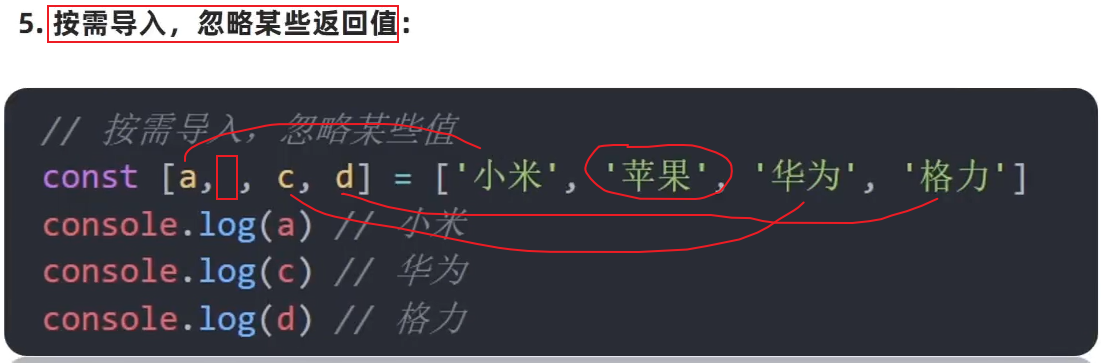 5. 按需导入，忽略某些返回值：
// 按需导入，忽略某些值
const [a, , c, d] = ['小米', '苹果', '华为', '格力']
console.log(a) // 小米
console.log(c) // 华为
console.log(d) // 格力